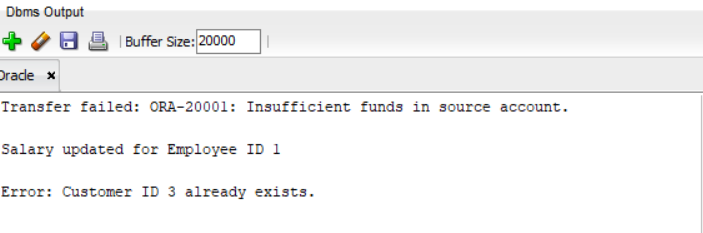 Dbms Output
Buffer Size: 20000
Oracle ×
Transfer failed: ORA-20001: Insufficient funds in source account.
Salary updated for Employee ID 1
Error: Customer ID 3 already exists.